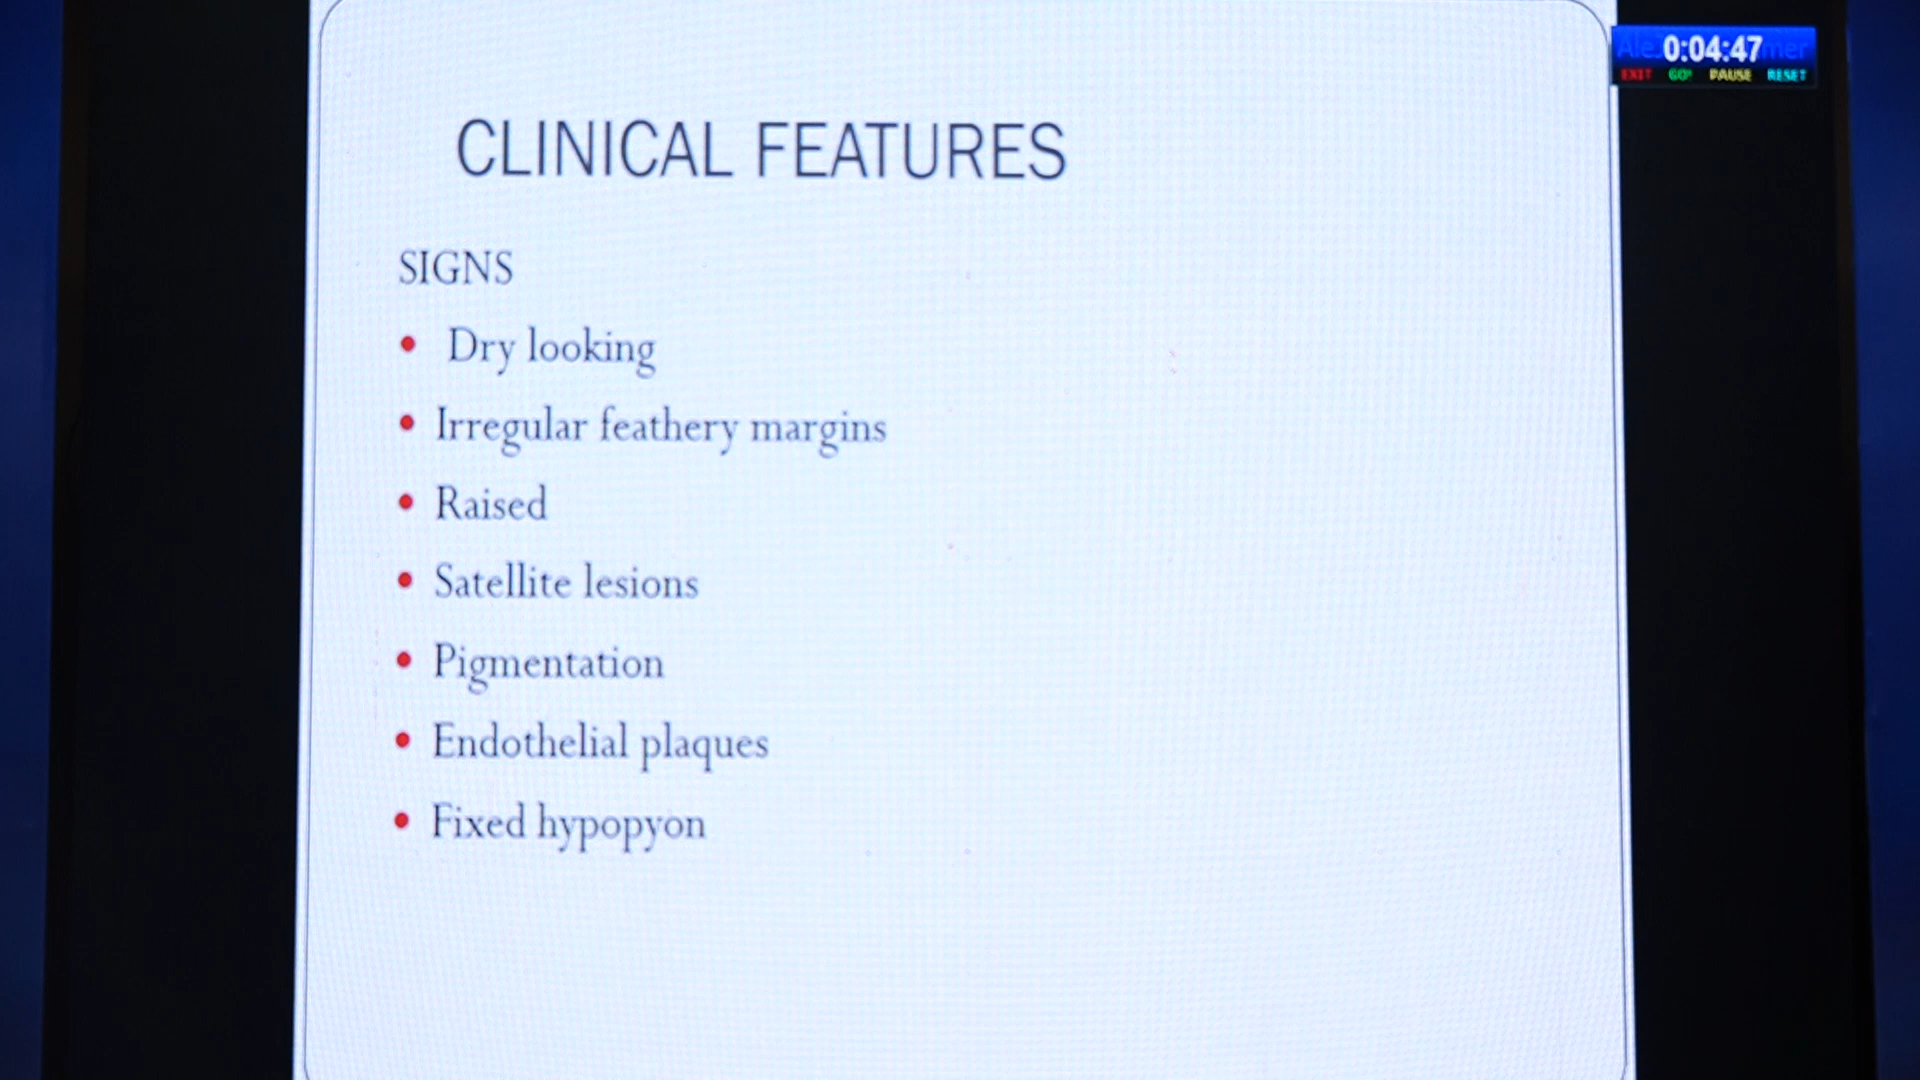 0:04:47
EXIT GO! PAUSE RESET
CLINICAL FEATURES
SIGNS
• Dry looking
• Irregular feathery margins
• Raised
• Satellite lesions
• Pigmentation
• Endothelial plaques
• Fixed hypopyon